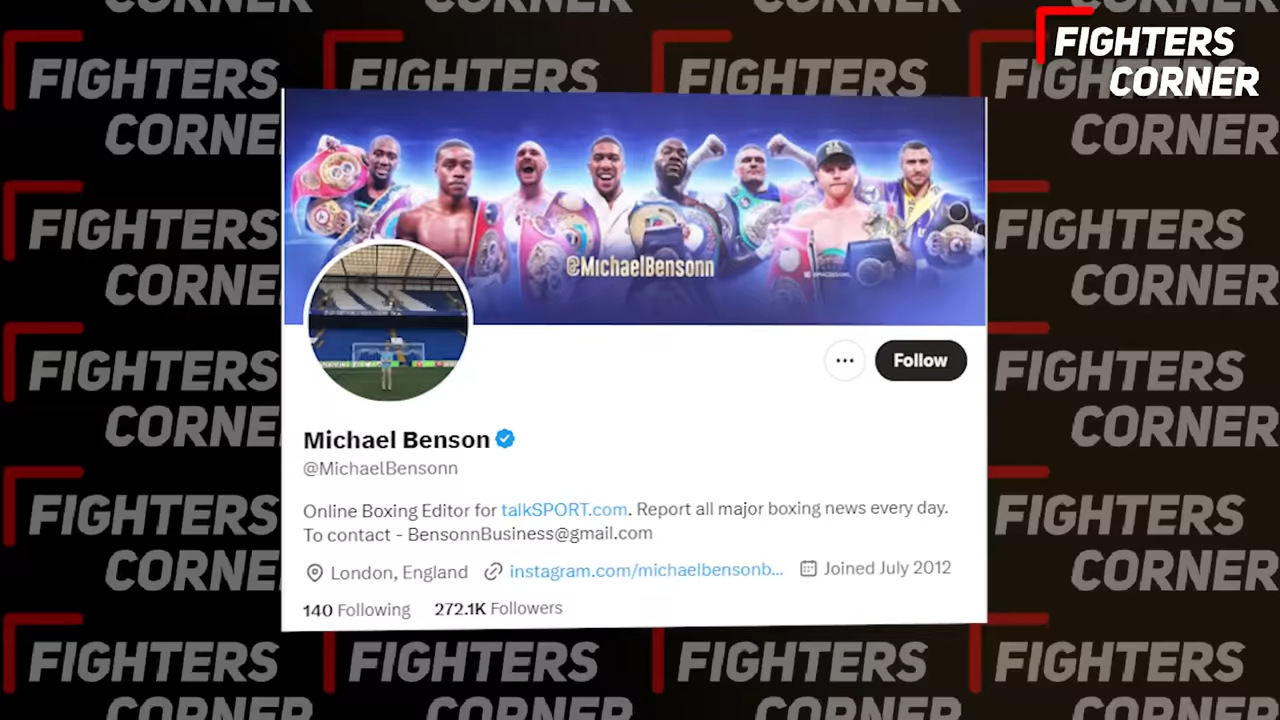 FIGHTERS
CORNER
FIGHTERS
CORNER
@MichaelBensonn
Follow
Michael Benson
@MichaelBensonn
Online Boxing Editor for talkSPORT.com. Report all major boxing news every day.
To contact - BensonnBusiness@gmail.com
London, England instagram.com/michaelbensonb... Joined July 2012
140 Following 272.1K Followers